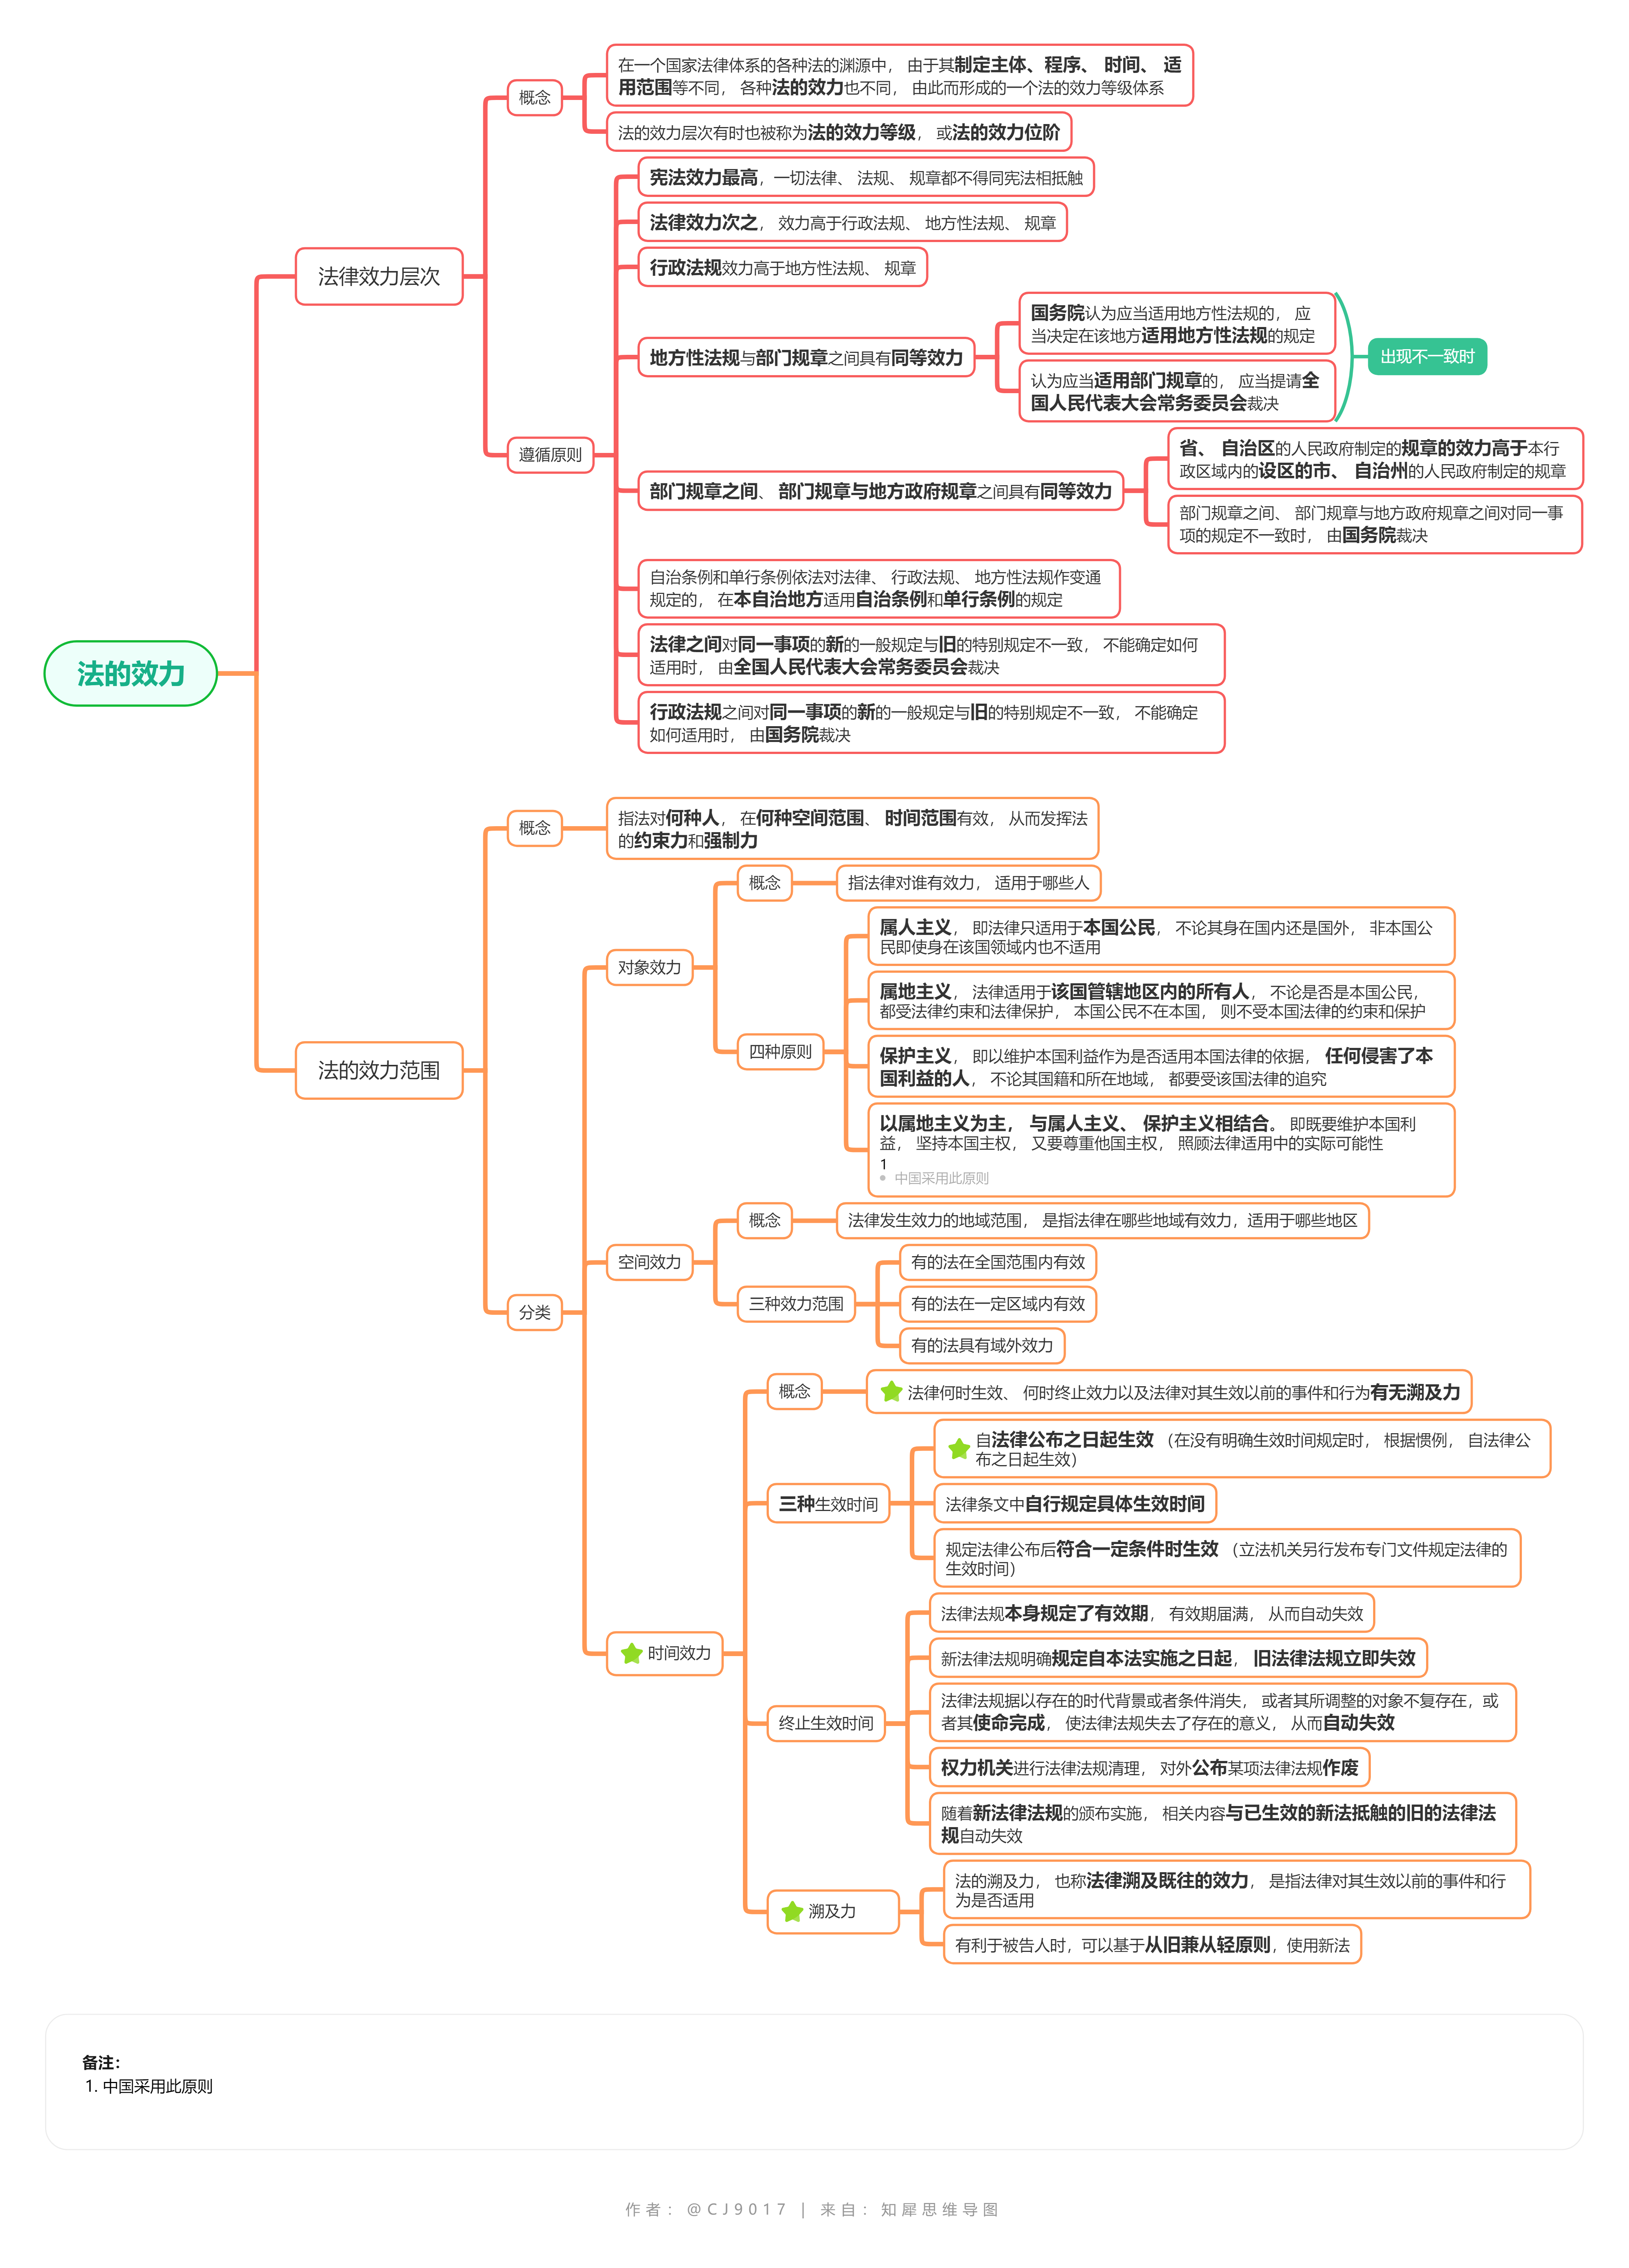 法的效力
法律效力层次
概念
在一个国家法律体系的各种法的渊源中， 由于其制定主体、程序、 时间、 适
用范围等不同， 各种法的效力也不同， 由此而形成的一个法的效力等级体系
法的效力层次有时也被称为法的效力等级， 或法的效力位阶
遵循原则
宪法效力最高，一切法律、 法规、 规章都不得同宪法相抵触
法律效力次之， 效力高于行政法规、 地方性法规、 规章
行政法规效力高于地方性法规、 规章
地方性法规与部门规章之间具有同等效力
国务院认为应当适用地方性法规的， 应
当决定在该地方适用地方性法规的规定
认为应当适用部门规章的， 应当提请全
国人民代表大会常务委员会裁决
出现不一致时
部门规章之间、 部门规章与地方政府规章之间具有同等效力
省、 自治区的人民政府制定的规章的效力高于本行
政区域内的设区的市、 自治州的人民政府制定的规章
部门规章之间、 部门规章与地方政府规章之间对同一事
项的规定不一致时， 由国务院裁决
自治条例和单行条例依法对法律、 行政法规、 地方性法规作变通
规定的， 在本自治地方适用自治条例和单行条例的规定
法律之间对同一事项的新的一般规定与旧的特别规定不一致， 不能确定如何
适用时， 由全国人民代表大会常务委员会裁决
行政法规之间对同一事项的新的一般规定与旧的特别规定不一致， 不能确定
如何适用时， 由国务院裁决
法的效力范围
概念
指法对何种人， 在何种空间范围、 时间范围有效， 从而发挥法
的约束力和强制力
分类
对象效力
概念
指法律对谁有效力， 适用于哪些人
四种原则
属人主义， 即法律只适用于本国公民， 不论其身在国内还是国外， 非本国公
民即使身在该国领域内也不适用
属地主义， 法律适用于该国管辖地区内的所有人， 不论是否是本国公民，
都受法律约束和法律保护， 本国公民不在本国， 则不受本国法律的约束和保护
保护主义， 即以维护本国利益作为是否适用本国法律的依据， 任何侵害了本
国利益的人， 不论其国籍和所在地域， 都要受该国法律的追究
以属地主义为主， 与属人主义、 保护主义相结合。 即既要维护本国利
益， 坚持本国主权， 又要尊重他国主权， 照顾法律适用中的实际可能性
1
中国采用此原则
空间效力
概念
法律发生效力的地域范围， 是指法律在哪些地域有效力，适用于哪些地区
三种效力范围
有的法在全国范围内有效
有的法在一定区域内有效
有的法具有域外效力
时间效力
概念
法律何时生效、 何时终止效力以及法律对其生效以前的事件和行为有无溯及力
三种生效时间
自法律公布之日起生效 （在没有明确生效时间规定时， 根据惯例， 自法律公
布之日起生效）
法律条文中自行规定具体生效时间
规定法律公布后符合一定条件时生效 （立法机关另行发布专门文件规定法律的
生效时间）
终止生效时间
法律法规本身规定了有效期， 有效期届满， 从而自动失效
新法律法规明确规定自本法实施之日起， 旧法律法规立即失效
法律法规据以存在的时代背景或者条件消失， 或者其所调整的对象不复存在，或
者其使命完成， 使法律法规失去了存在的意义， 从而自动失效
权力机关进行法律法规清理， 对外公布某项法律法规作废
随着新法律法规的颁布实施， 相关内容与已生效的新法抵触的旧的法律法
规自动失效
溯及力
法的溯及力， 也称法律溯及既往的效力， 是指法律对其生效以前的事件和行
为是否适用
有利于被告人时，可以基于从旧兼从轻原则，使用新法
备注：
1. 中国采用此原则
作者：@CJ9017 | 来自：知犀思维导图